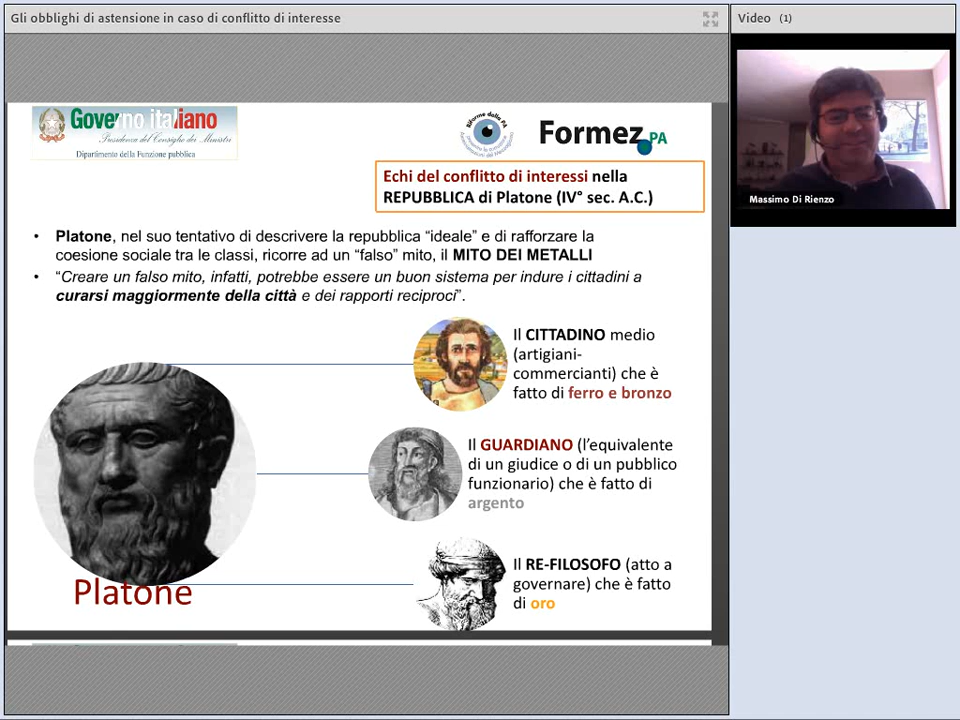 Gli obblighi di astensione in caso di conflitto di interesse
Video (1)
Massimo Di Rienzo
Governo italiano
Presidenza del Consiglio dei Ministri
Dipartimento della Funzione pubblica
Riforme della PA
Formez PA
Echi del conflitto di interessi nella
REPUBBLICA di Platone (IV° sec. A.C.)
• Platone, nel suo tentativo di descrivere la repubblica “ideale” e di rafforzare la
coesione sociale tra le classi, ricorre ad un “falso” mito, il MITO DEI METALLI
• “Creare un falso mito, infatti, potrebbe essere un buon sistema per indure i cittadini a
curarsi maggiormente della città e dei rapporti reciproci”.
Il CITTADINO medio
(artigiani-
commercianti) che è
fatto di ferro e bronzo
Il GUARDIANO (l’equivalente
di un giudice o di un pubblico
funzionario) che è fatto di
argento
Il RE-FILOSOFO (atto a
governare) che è fatto
di oro
Platone